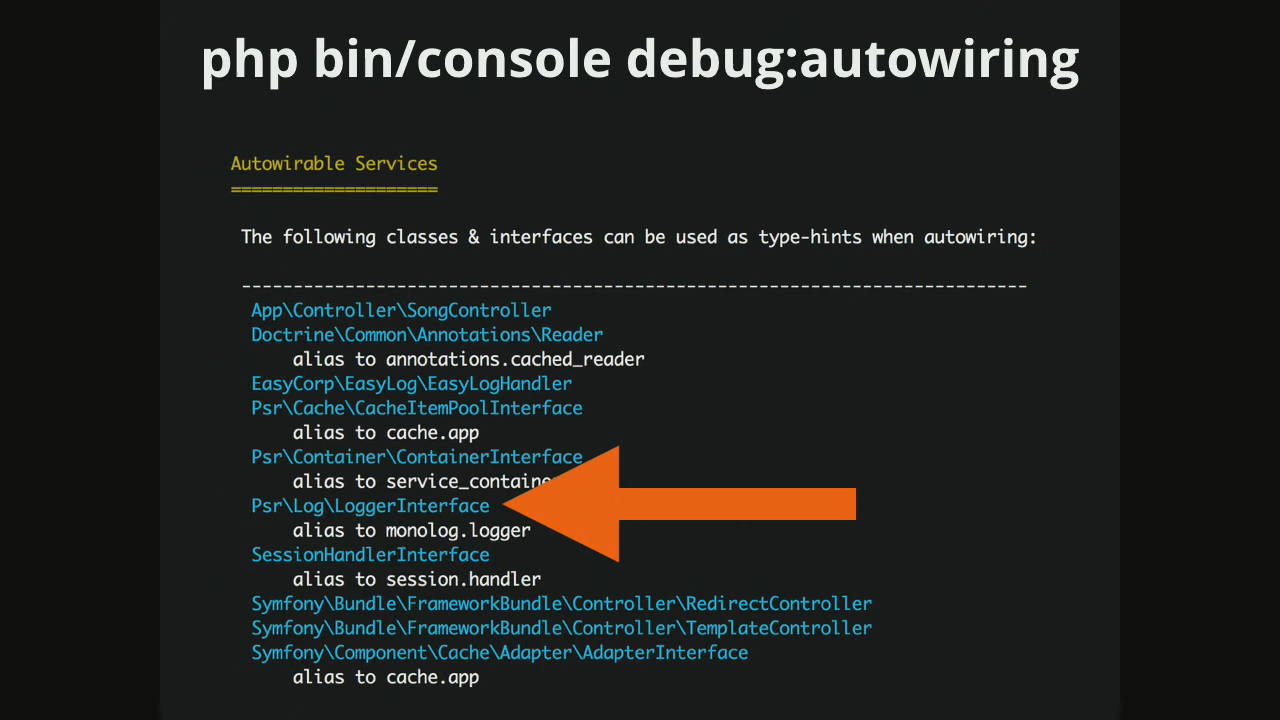 php bin/console debug:autowiring
Autowirable Services
====================
The following classes & interfaces can be used as type-hints when autowiring:
----------------------------------------------------------------------------
App\Controller\SongController
Doctrine\Common\Annotations\Reader
alias to annotations.cached_reader
EasyCorp\EasyLog\EasyLogHandler
Psr\Cache\CacheItemPoolInterface
alias to cache.app
Psr\Container\ContainerInterface
alias to service_container
Psr\Log\LoggerInterface
alias to monolog.logger
SessionHandlerInterface
alias to session.handler
Symfony\Bundle\FrameworkBundle\Controller\RedirectController
Symfony\Bundle\FrameworkBundle\Controller\TemplateController
Symfony\Component\Cache\Adapter\AdapterInterface
alias to cache.app